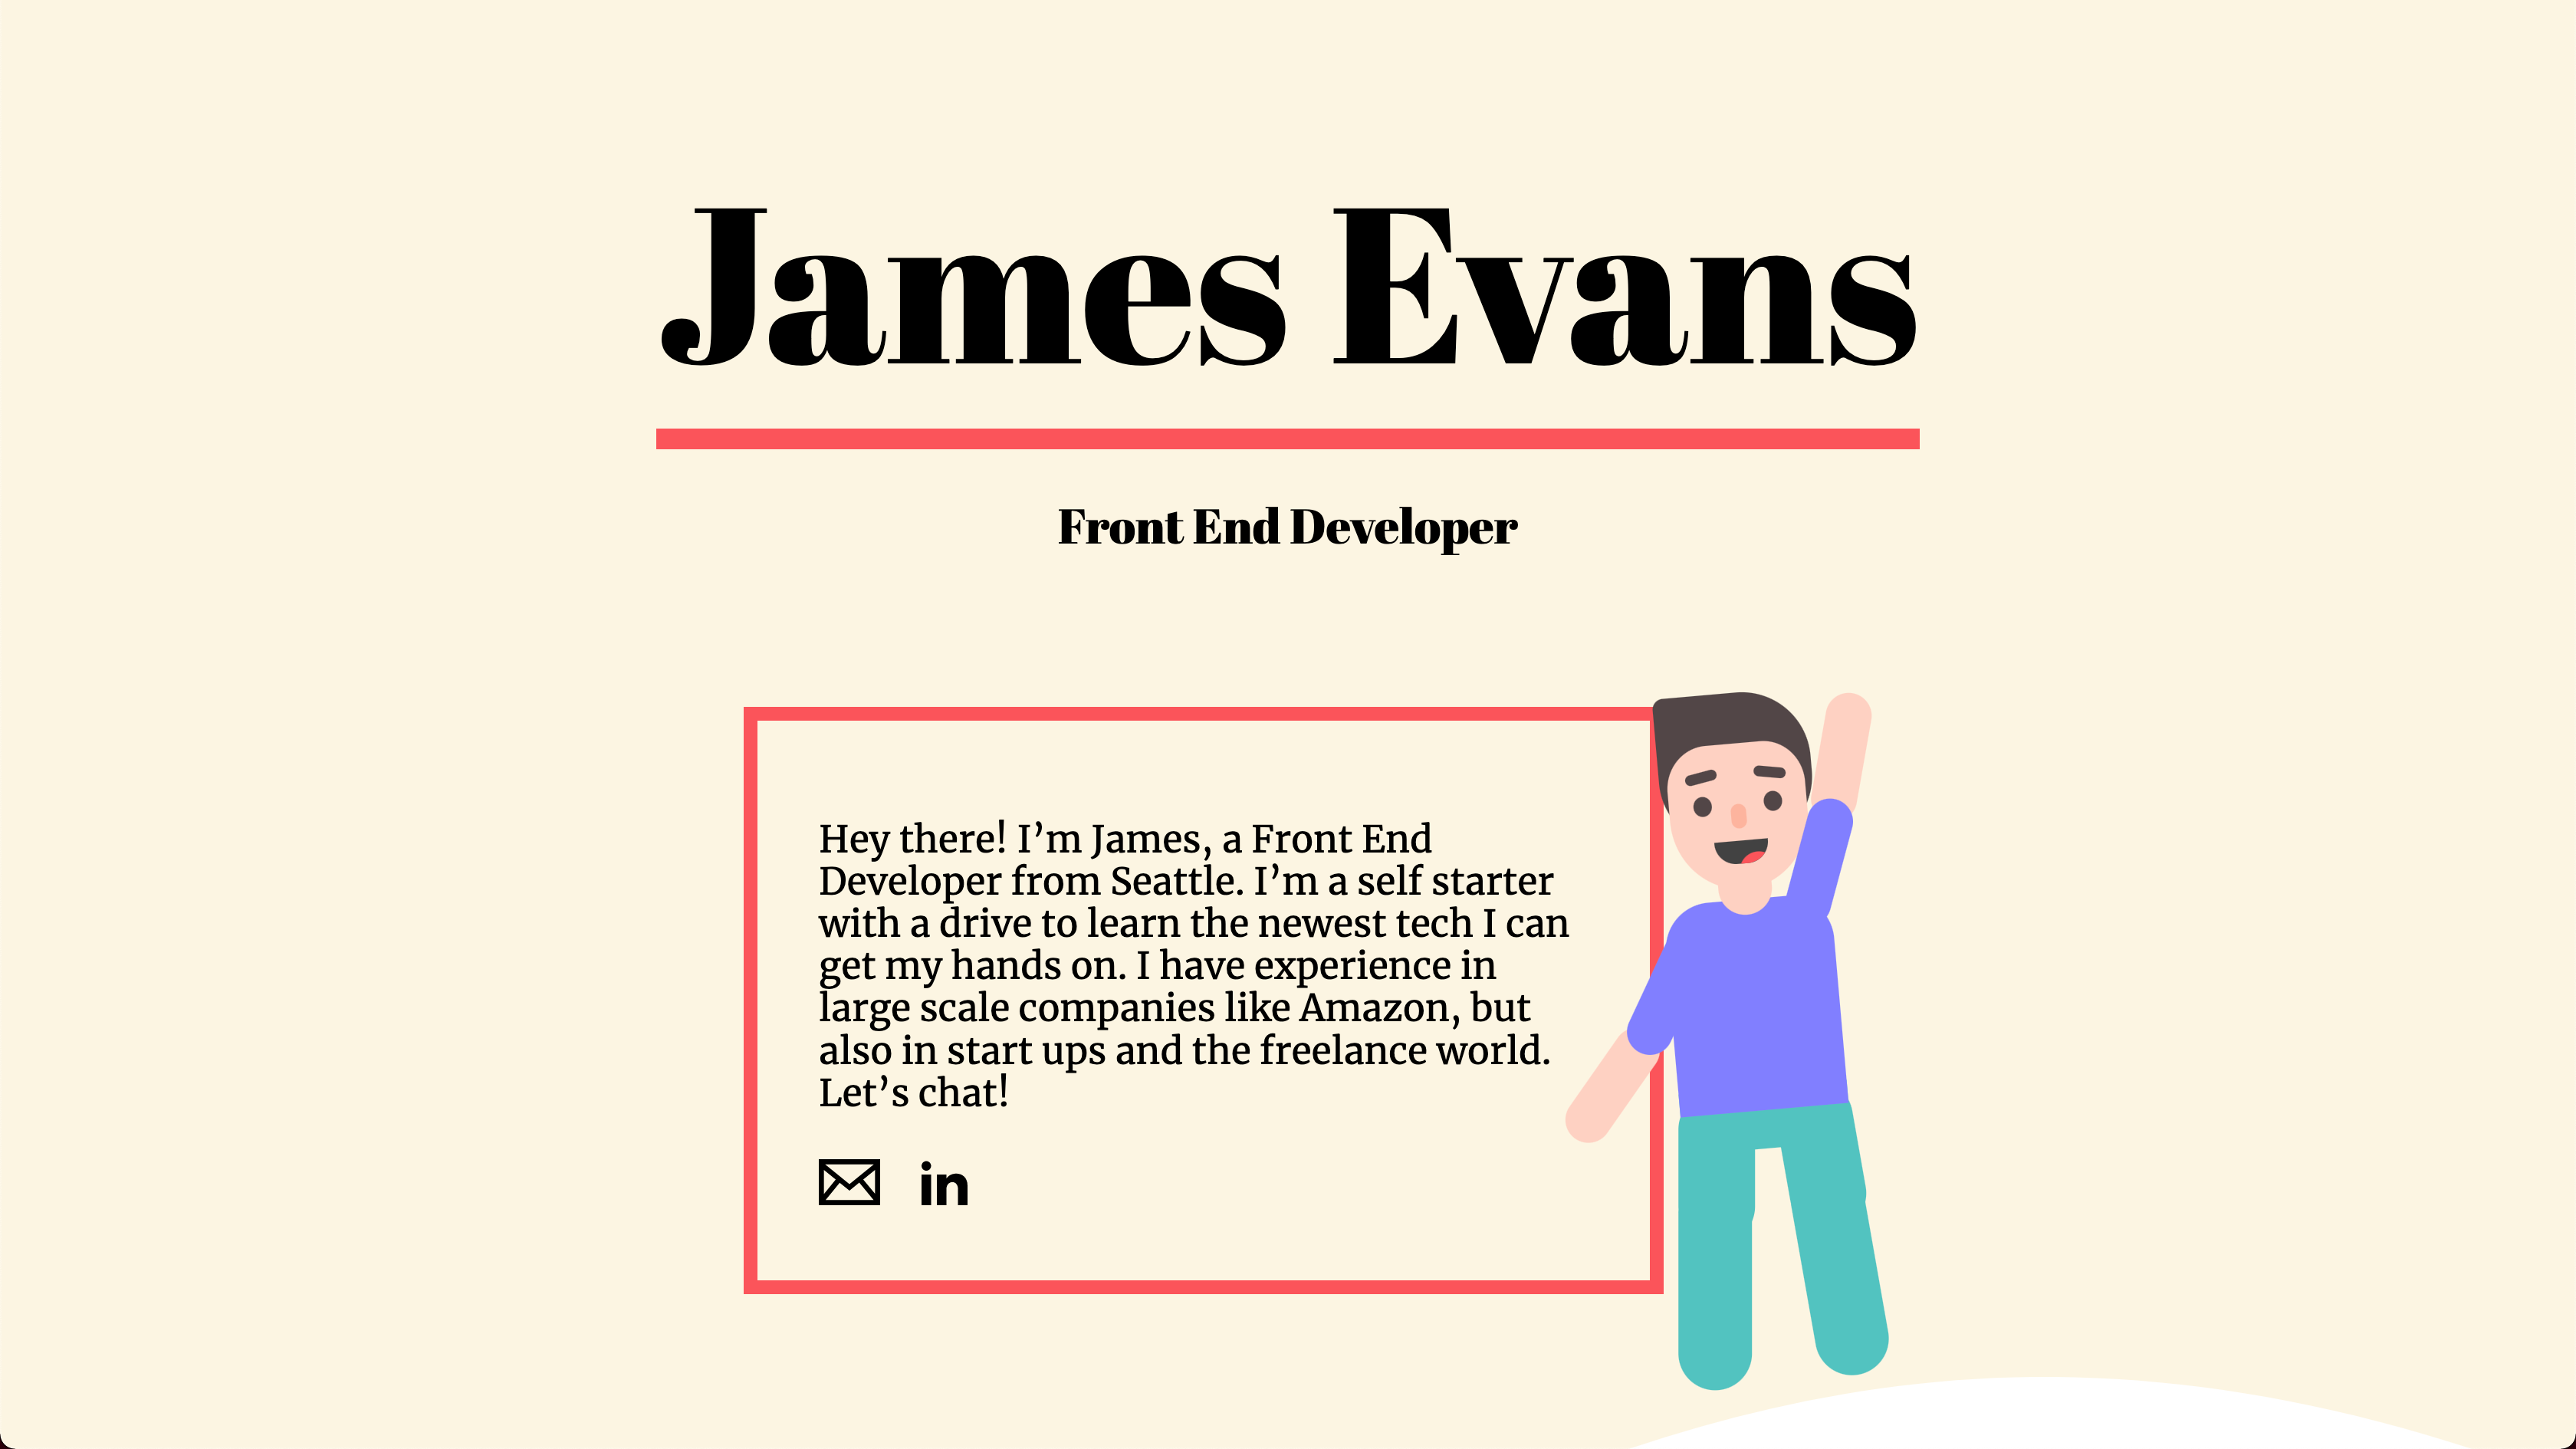 James Evans
Front End Developer
Hey there! I’m James, a Front End
Developer from Seattle. I’m a self starter
with a drive to learn the newest tech I can
get my hands on. I have experience in
large scale companies like Amazon, but
also in start ups and the freelance world.
Let’s chat!
in